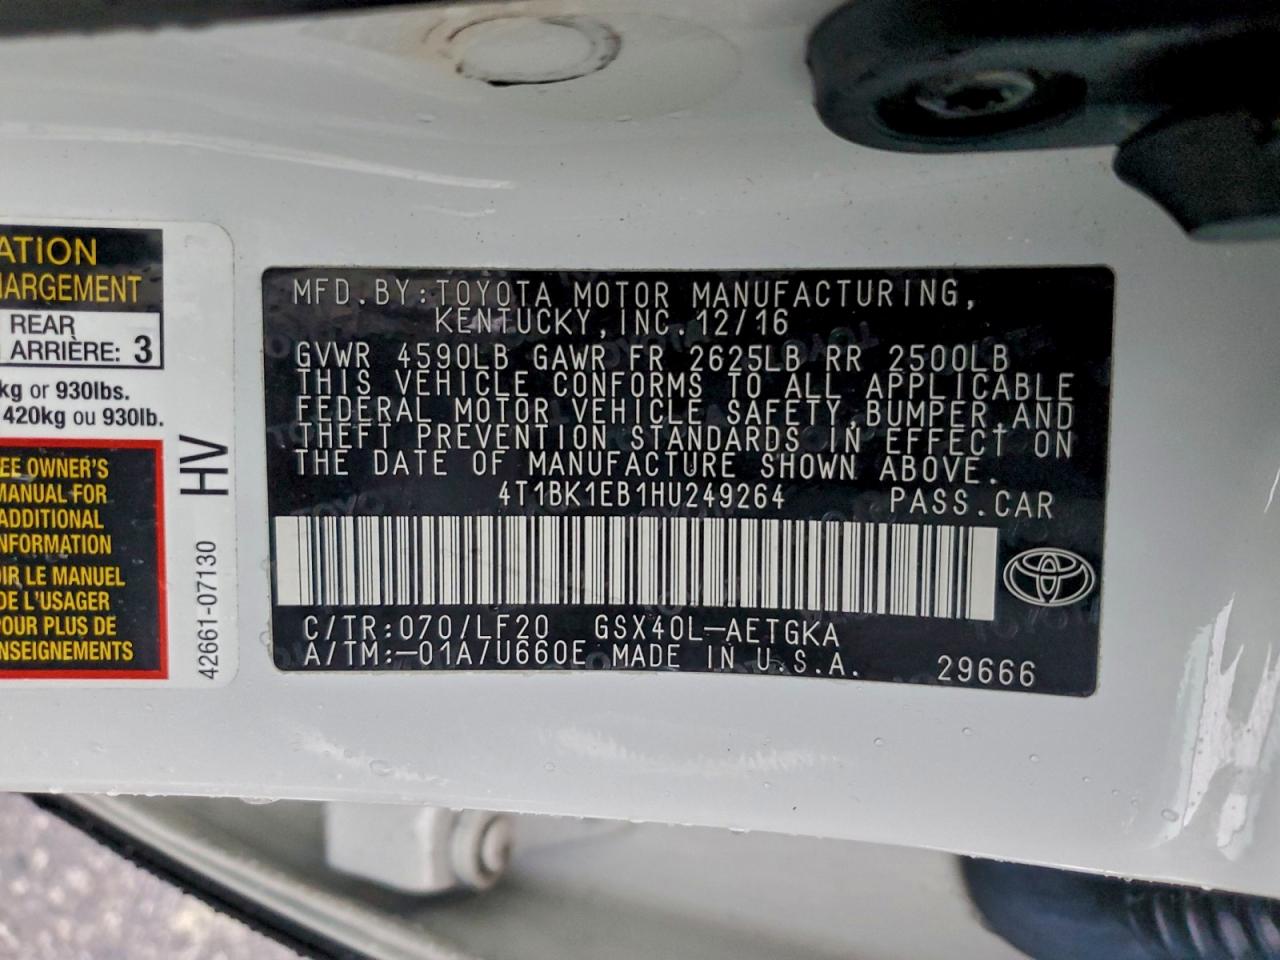 ATION
HARGEMENT
REAR
ARRIÈRE: 3
kg or 930lbs.
420kg ou 930lb.
EE OWNER'S
MANUAL FOR
ADDITIONAL
NFORMATION
IR LE MANUEL
DE L'USAGER
POUR PLUS DE
NSEIGNEMENTS
HV
42661-07130
MFD.BY:TOYOTA MOTOR MANUFACTURING,
KENTUCKY,INC.12/16
GVWR 4590LB GAWR FR 2625LB RR 2500LB
THIS VEHICLE CONFORMS TO ALL APPLICABLE
FEDERAL MOTOR VEHICLE SAFETY,BUMPER,AND
THEFT PREVENTION STANDARDS IN EFFECT ON
THE DATE OF MANUFACTURE SHOWN ABOVE.
4T1BK1EB1HU249264 PASS.CAR
C/TR:070/LF20 GSX40L-AETGKA
A/TM:-01A/U660E MADE IN U.S.A. 29666